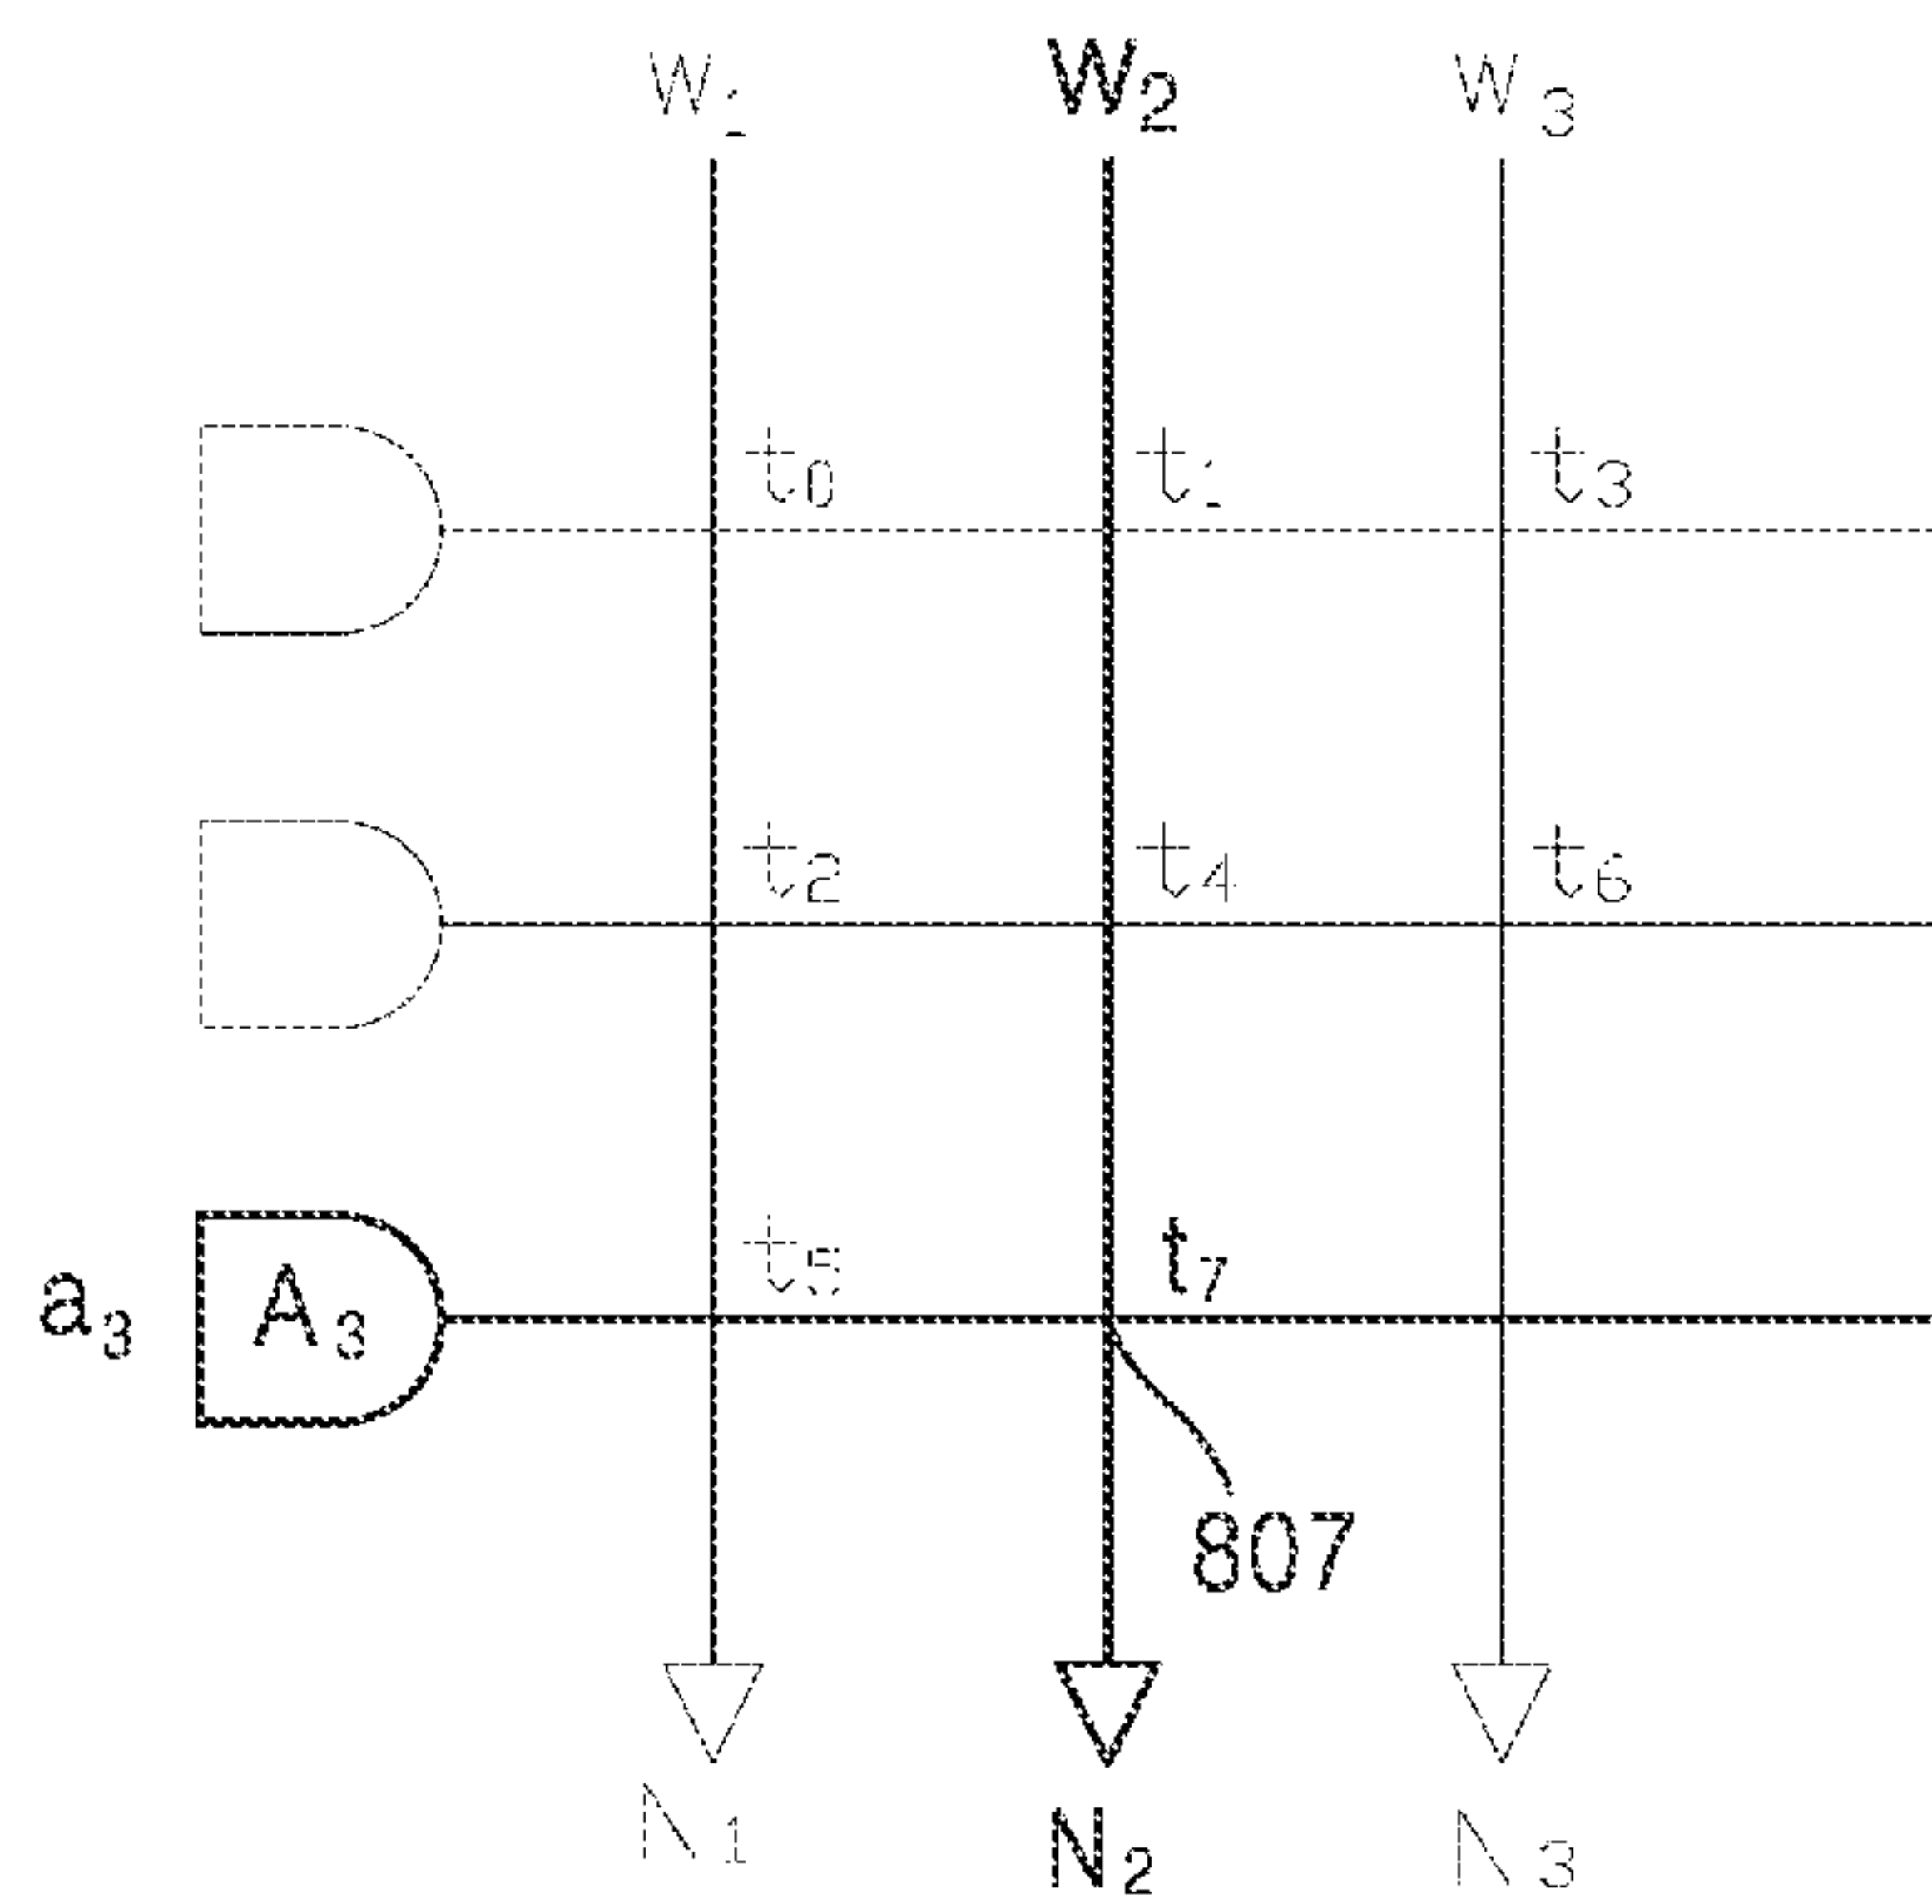 W₁ W₂ W₃
t₀ t₁ t₃
t₂ t₄ t₆
t₅ t₇
a₃ A₃
807
N₁ N₂ N₃